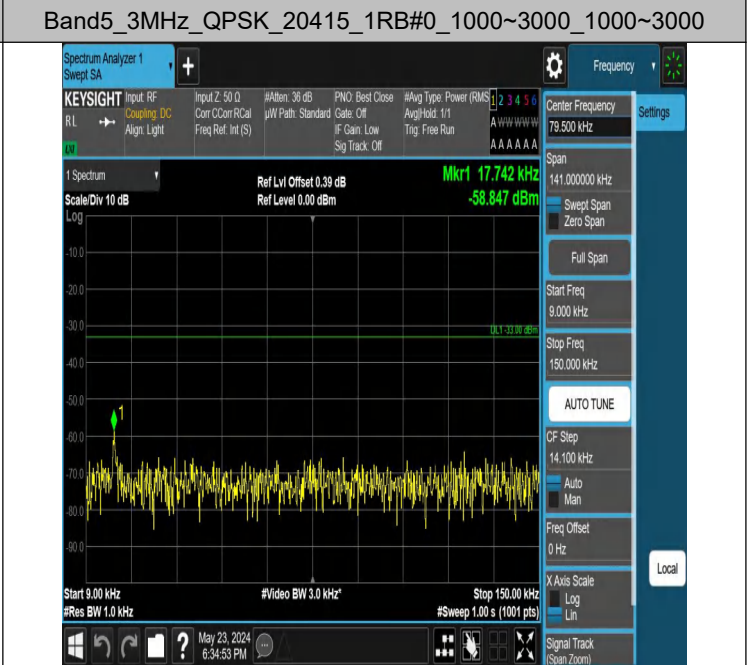 Band5_3MHz_QPSK_20415_1RB#0_1000~3000_1000~3000
Spectrum Analyzer 1
Swept SA
+
Frequency
KEYSIGHT
RL
Input: RF
Coupling: DC
Align: Light
Input Z: 50 Ω
Corr CCorr RCal
Freq Ref: Int (S)
#Atten: 36 dB
µW Path: Standard
PNO: Best Close
Gate: Off
IF Gain: Low
Sig Track: Off
#Avg Type: Power (RMS
Avg|Hold: 1/1
Trig: Free Run
1 2 3 4 5 6
A W W W W W
A A A A A A
1 Spectrum
Scale/Div 10 dB
Ref Lvl Offset 0.39 dB
Ref Level 0.00 dBm
Mkr1 17.742 kHz
-58.847 dBm
Log
-10.0
-20.0
-30.0
-40.0
-50.0
-60.0
-70.0
-80.0
-90.0
DL1 -33.00 dBm
1
Start 9.00 kHz
#Res BW 1.0 kHz
#Video BW 3.0 kHz*
Stop 150.00 kHz
#Sweep 1.00 s (1001 pts)
?
May 23, 2024
6:34:53 PM
Center Frequency
79.500 kHz
Settings
Span
141.000000 kHz
Swept Span
Zero Span
Full Span
Start Freq
9.000 kHz
Stop Freq
150.000 kHz
AUTO TUNE
CF Step
14.100 kHz
Auto
Man
Freq Offset
0 Hz
X Axis Scale
Log
Lin
Local
Signal Track
(Span Zoom)